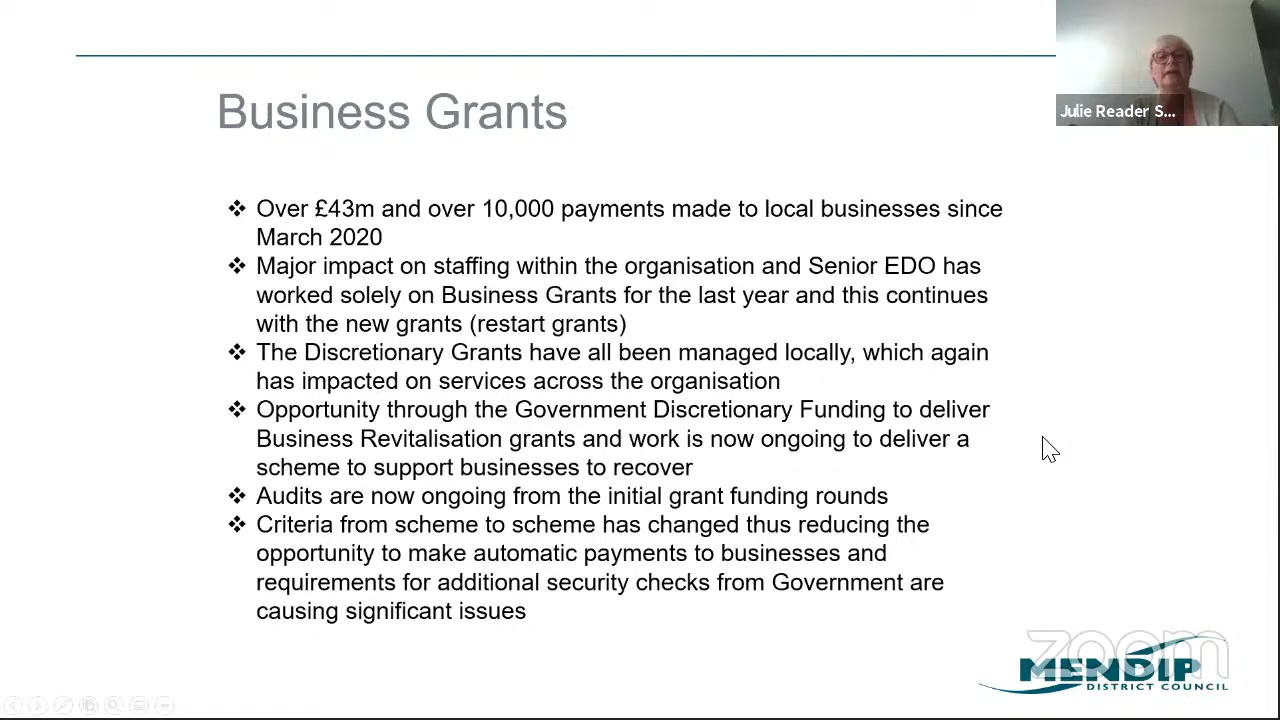 Business Grants
Julie Reader S...
❖ Over £43m and over 10,000 payments made to local businesses since
March 2020
❖ Major impact on staffing within the organisation and Senior EDO has
worked solely on Business Grants for the last year and this continues
with the new grants (restart grants)
❖ The Discretionary Grants have all been managed locally, which again
has impacted on services across the organisation
❖ Opportunity through the Government Discretionary Funding to deliver
Business Revitalisation grants and work is now ongoing to deliver a
scheme to support businesses to recover
❖ Audits are now ongoing from the initial grant funding rounds
❖ Criteria from scheme to scheme has changed thus reducing the
opportunity to make automatic payments to businesses and
requirements for additional security checks from Government are
causing significant issues
zoom
MENDIP
DISTRICT COUNCIL